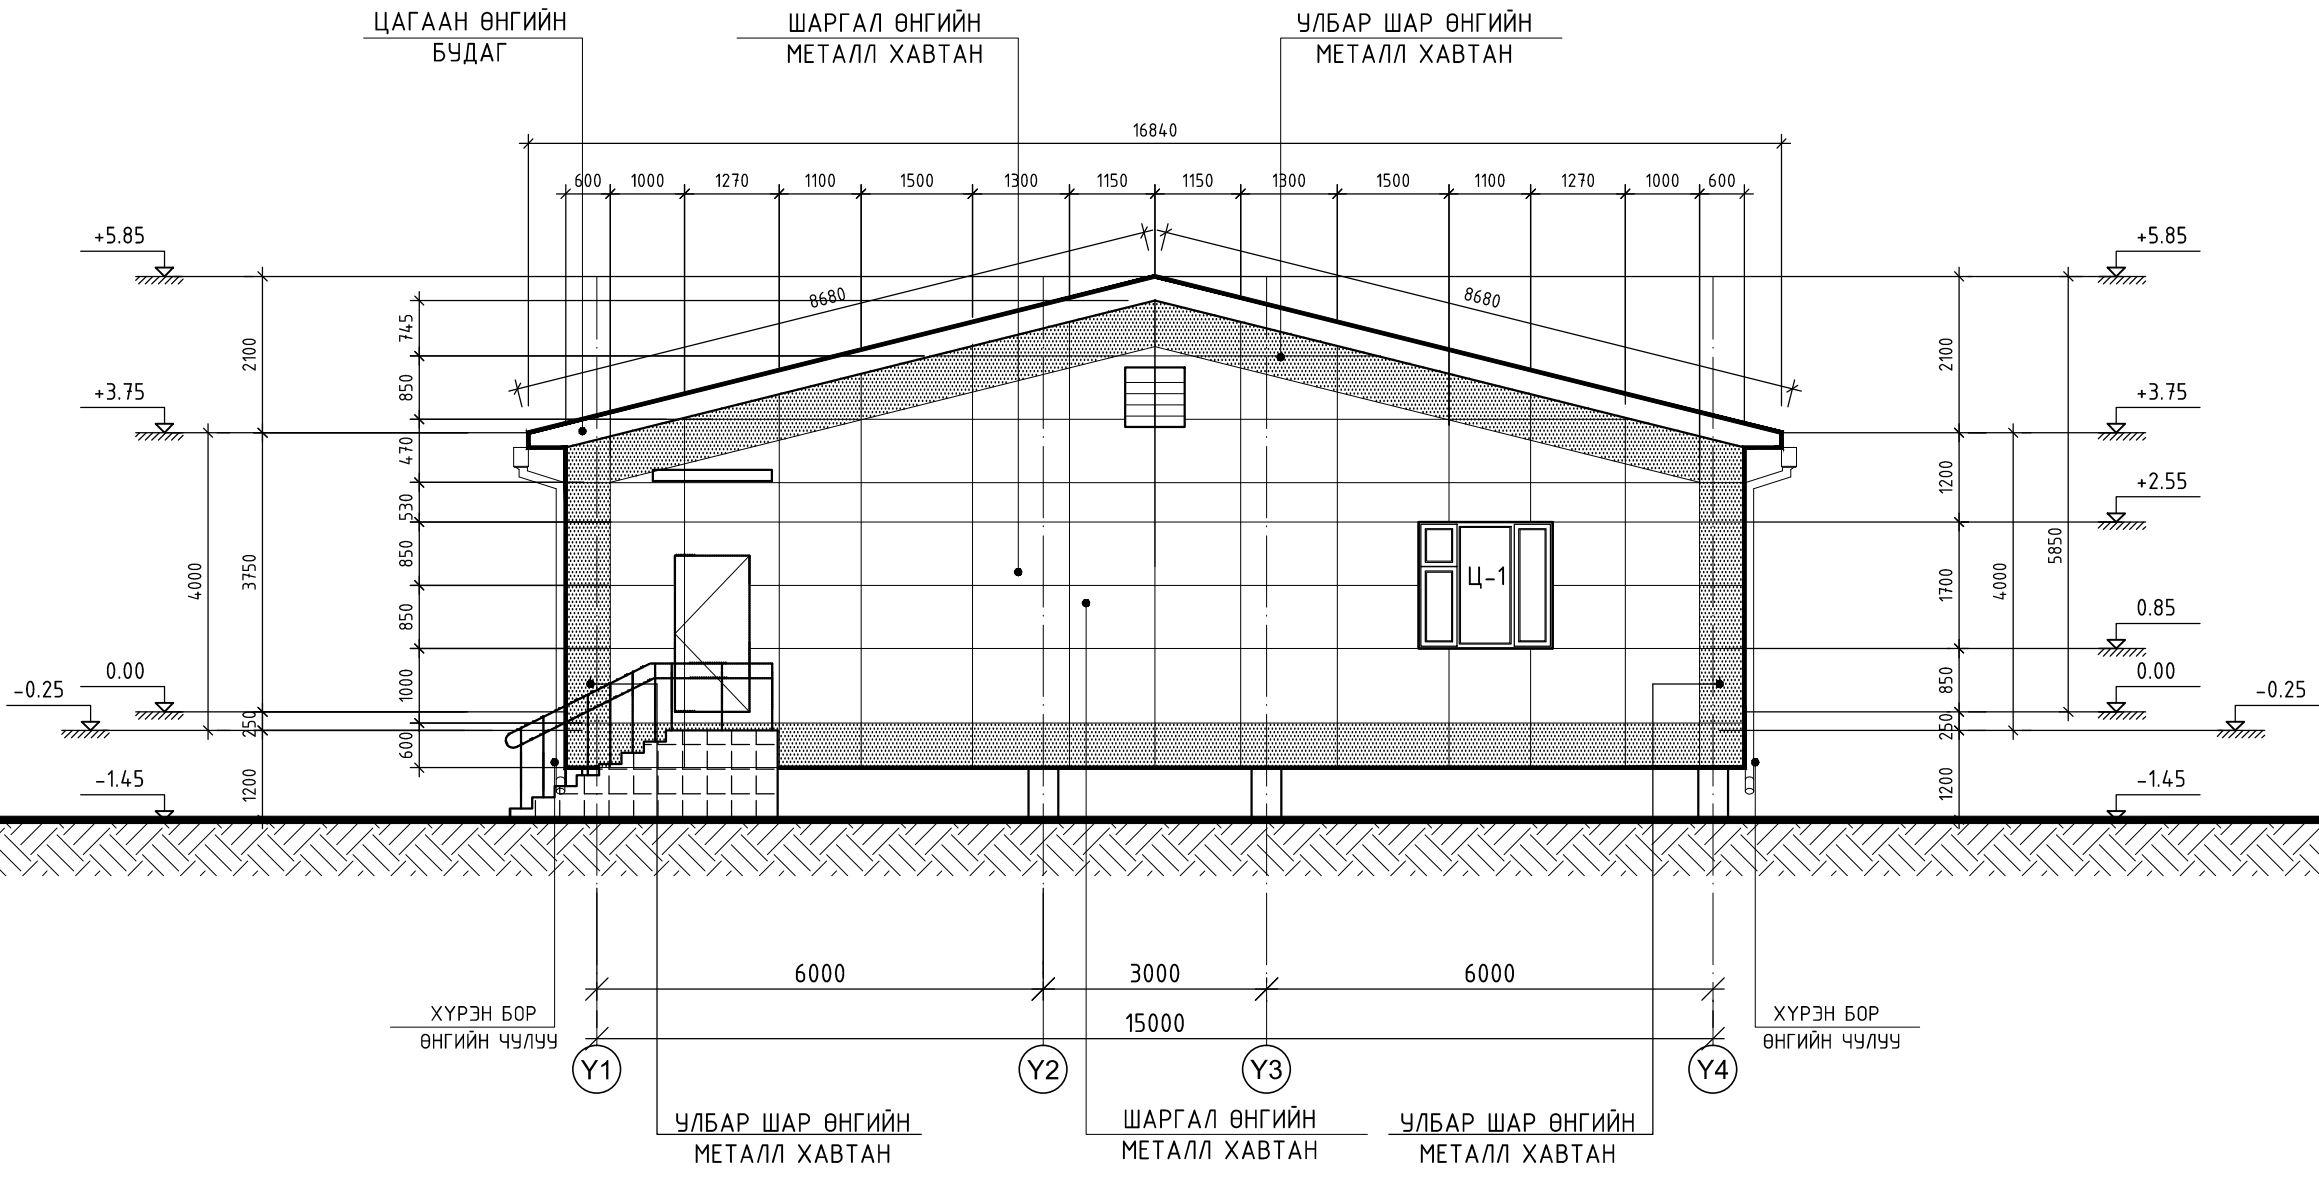 ЦАГААН ӨНГИЙН
БУДАГ
ШАРГАЛ ӨНГИЙН
МЕТАЛЛ ХАВТАН
УЛБАР ШАР ӨНГИЙН
МЕТАЛЛ ХАВТАН
16840
600 1000 1270 1100 1500 1300 1150 1150 1300 1500 1100 1270 1000 600
+5.85
+5.85
8680
8680
745
2100
2100
850
+3.75
+3.75
470
1200
+2.55
530
850
3750
4000
5850
1700
4000
Ц-1
850
0.85
0.00
0.00
-0.25
-0.25
1000
850
250
250
600
-1.45
-1.45
1200
1200
6000
3000
6000
15000
ХҮРЭН БОР
ӨНГИЙН ЧУЛУУ
ХҮРЭН БОР
ӨНГИЙН ЧУЛУУ
Y1
Y2
Y3
Y4
УЛБАР ШАР ӨНГИЙН
МЕТАЛЛ ХАВТАН
ШАРГАЛ ӨНГИЙН
МЕТАЛЛ ХАВТАН
УЛБАР ШАР ӨНГИЙН
МЕТАЛЛ ХАВТАН